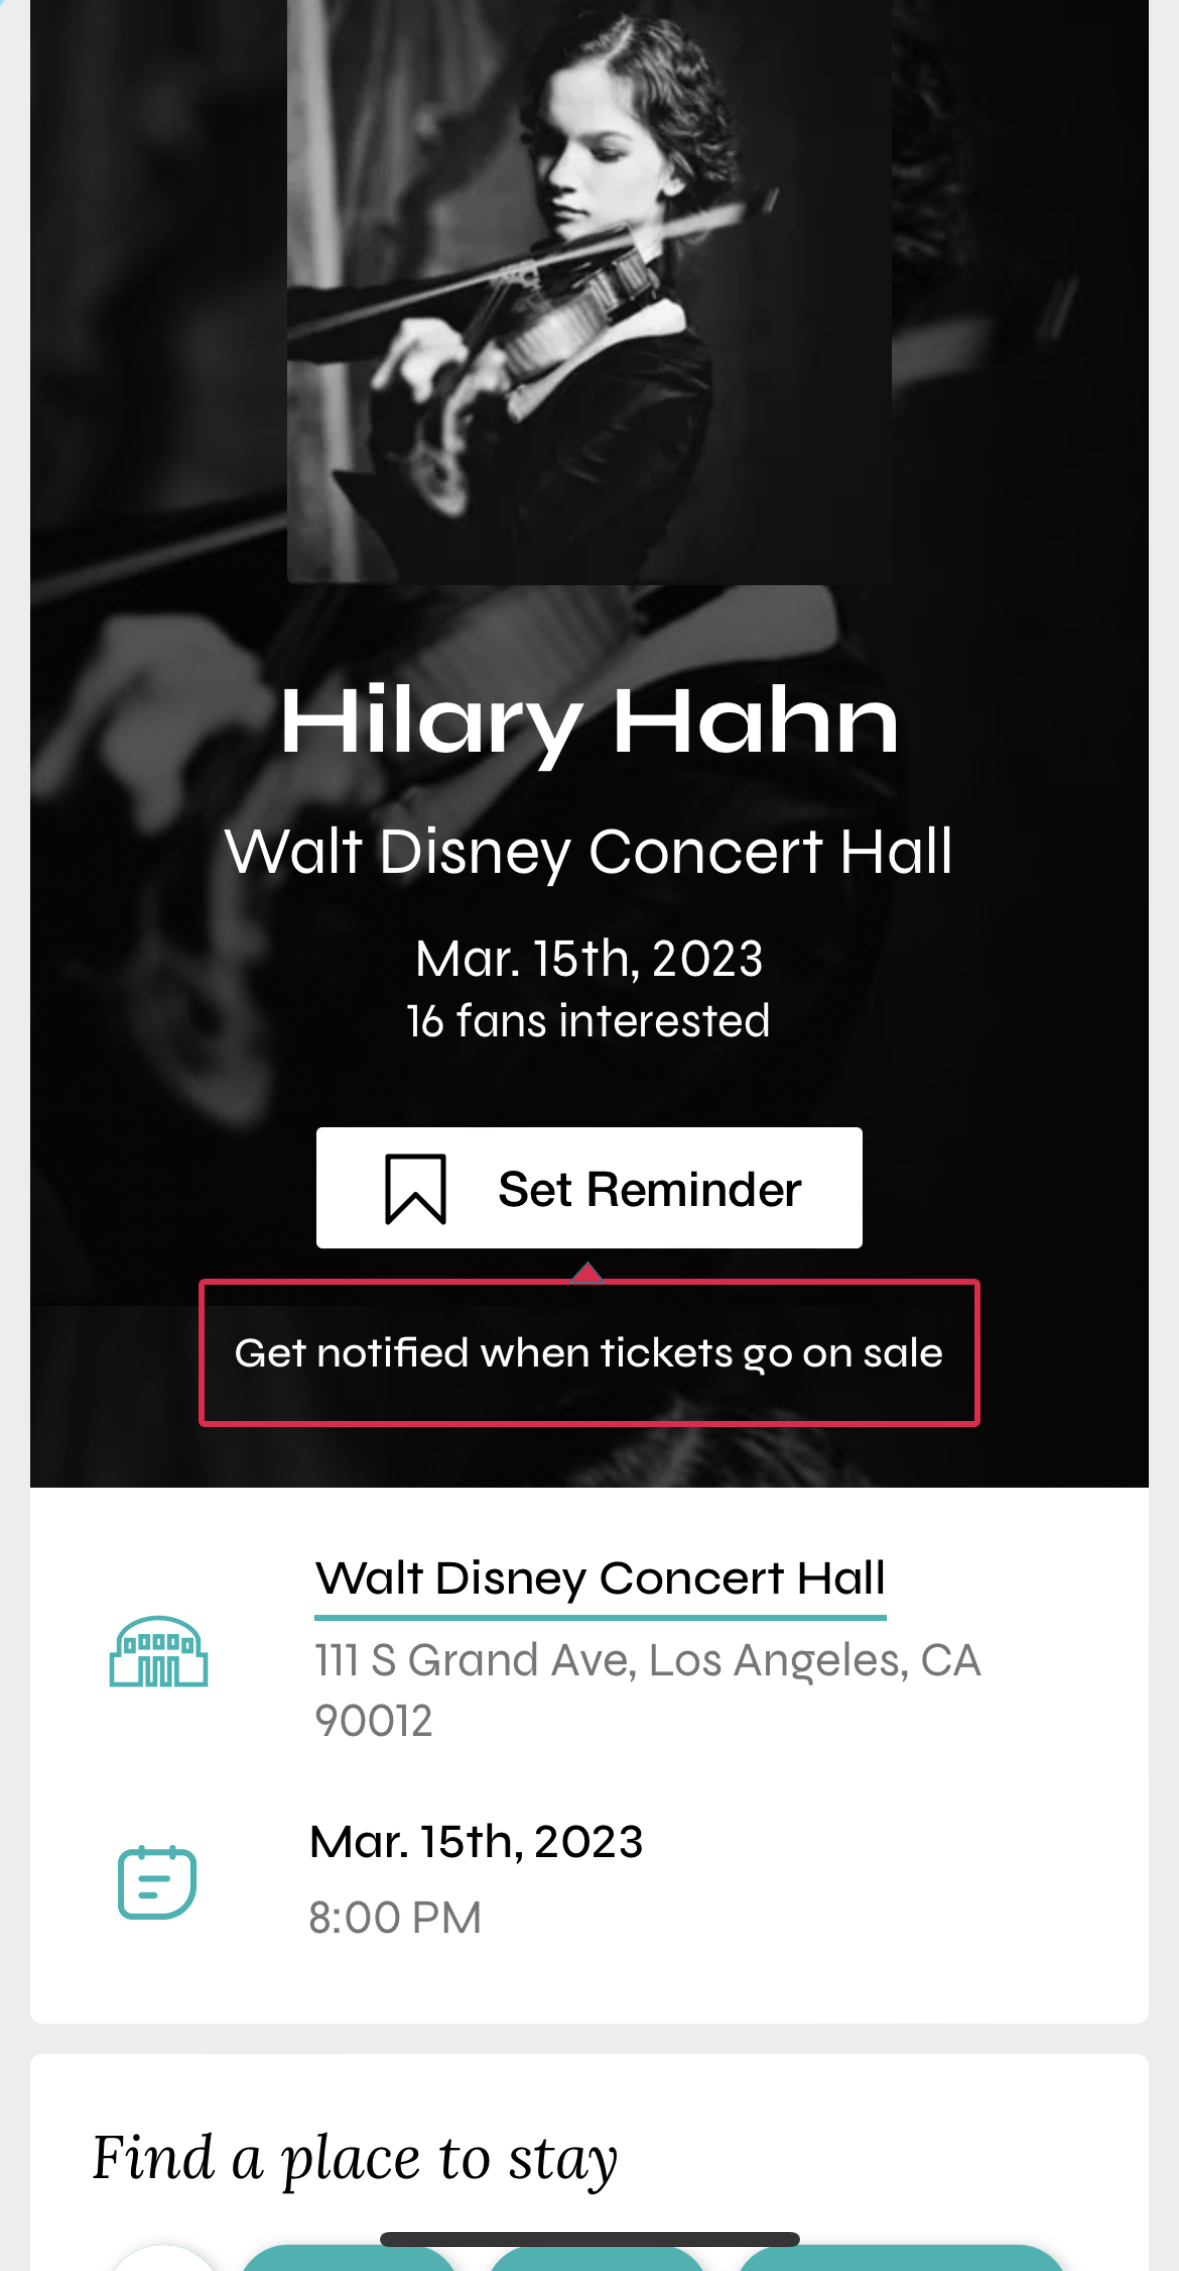 Hilary Hahn
Walt Disney Concert Hall
Mar. 15th, 2023
16 fans interested
Set Reminder
Get notified when tickets go on sale
Walt Disney Concert Hall
111 S Grand Ave, Los Angeles, CA
90012
Mar. 15th, 2023
8:00 PM
Find a place to stay